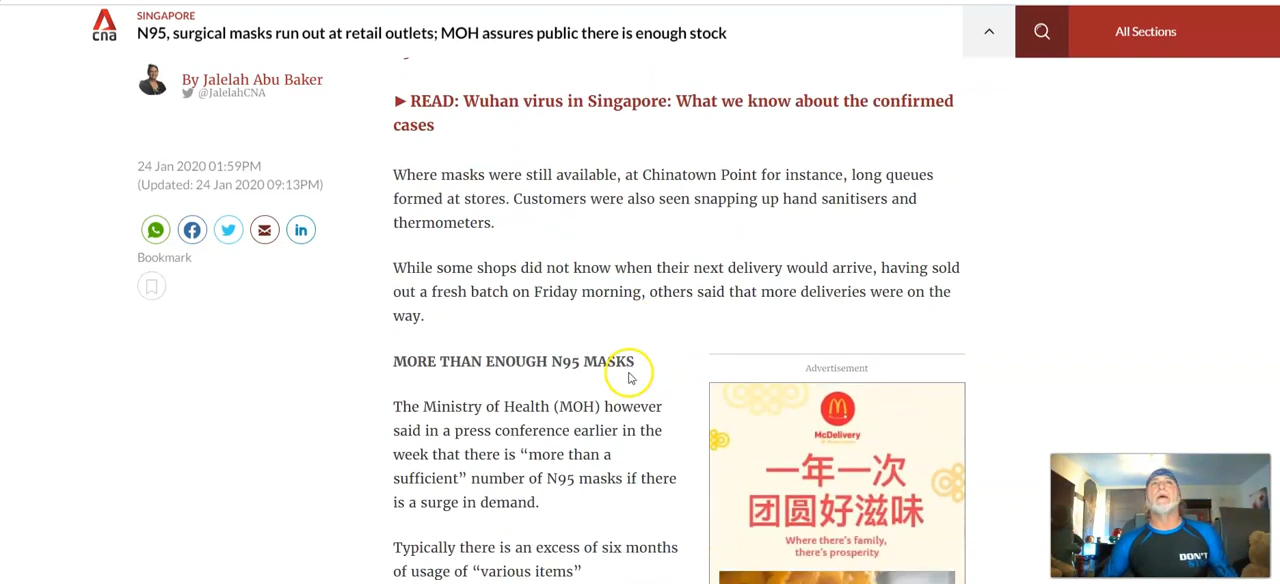 SINGAPORE
cna
N95, surgical masks run out at retail outlets; MOH assures public there is enough stock
All Sections
By Jalelah Abu Baker
@JalelahCNA
24 Jan 2020 01:59PM
(Updated: 24 Jan 2020 09:13PM)
Bookmark
►READ: Wuhan virus in Singapore: What we know about the confirmed
cases
Where masks were still available, at Chinatown Point for instance, long queues
formed at stores. Customers were also seen snapping up hand sanitisers and
thermometers.
While some shops did not know when their next delivery would arrive, having sold
out a fresh batch on Friday morning, others said that more deliveries were on the
way.
MORE THAN ENOUGH N95 MASKS
The Ministry of Health (MOH) however
said in a press conference earlier in the
week that there is “more than a
sufficient” number of N95 masks if there
is a surge in demand.
Typically there is an excess of six months
of usage of “various items”
Advertisement
McDelivery
一年一次
团圆好滋味
Where there's family,
there's prosperity
DON'T